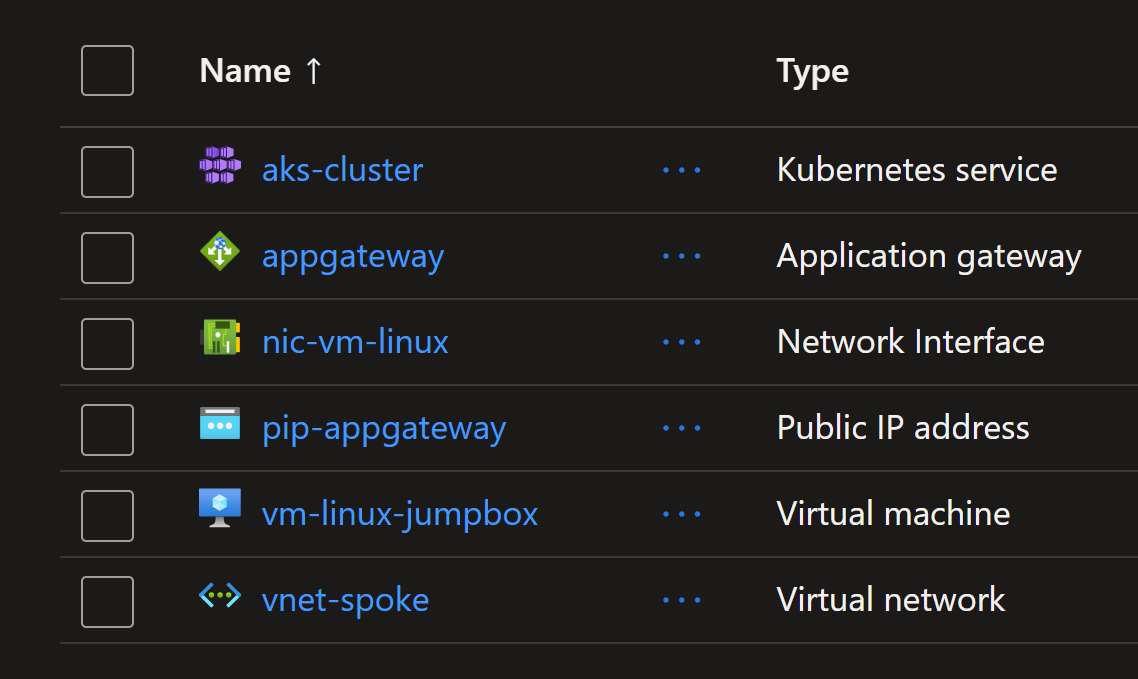 Name ↑ Type
aks-cluster ··· Kubernetes service
appgateway ··· Application gateway
nic-vm-linux ··· Network Interface
pip-appgateway ··· Public IP address
vm-linux-jumpbox ··· Virtual machine
vnet-spoke ··· Virtual network